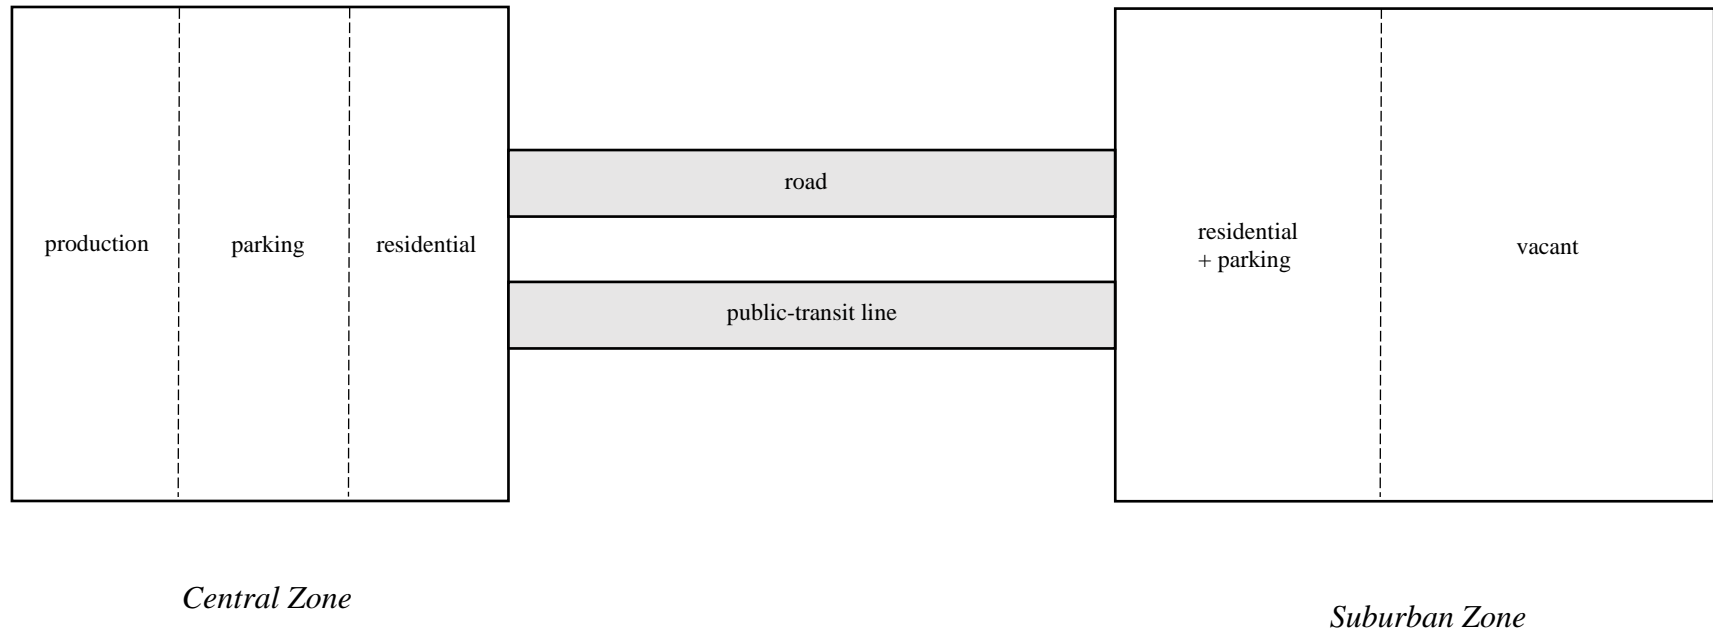 production
parking
residential
road
public-transit line
residential
+ parking
vacant
Central Zone
Suburban Zone